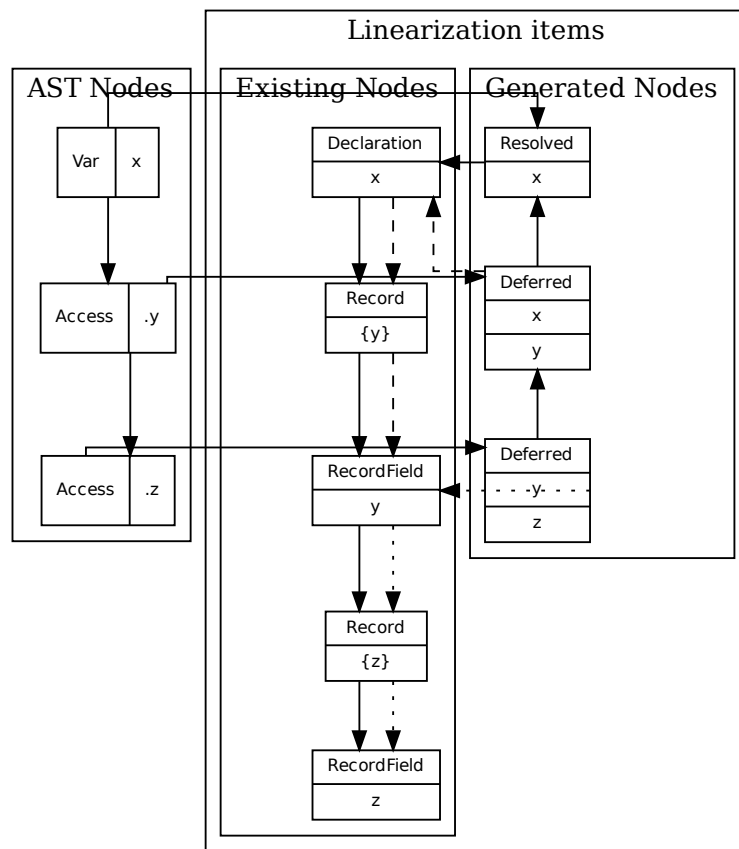 Linearization items
AST Nodes
Existing Nodes
Generated Nodes
Var
x
Declaration
x
Resolved
x
Access
.y
Record
{y}
Deferred
x
y
Access
.z
RecordField
y
Deferred
y
z
Record
{z}
RecordField
z